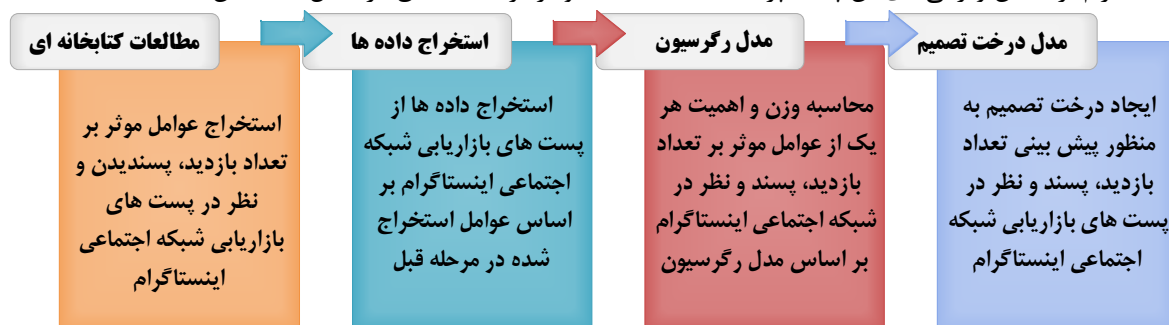 مطالعات کتابخانه ای
استخراج عوامل موثر بر
تعداد بازدید، پسندیدن و
نظر در پست های
بازاریابی شبکه اجتماعی
اینستاگرام
استخراج داده ها
استخراج داده ها از
پست های بازاریابی شبکه
اجتماعی اینستاگرام بر
اساس عوامل استخراج
شده در مرحله قبل
مدل رگرسیون
محاسبه وزن و اهمیت هر
یک از عوامل موثر بر تعداد
بازدید، پسند و نظر در
شبکه اجتماعی اینستاگرام
بر اساس مدل رگرسیون
مدل درخت تصمیم
ایجاد درخت تصمیم به
منظور پیش بینی تعداد
بازدید، پسند و نظر در
پست های بازاریابی شبکه
اجتماعی اینستاگرام